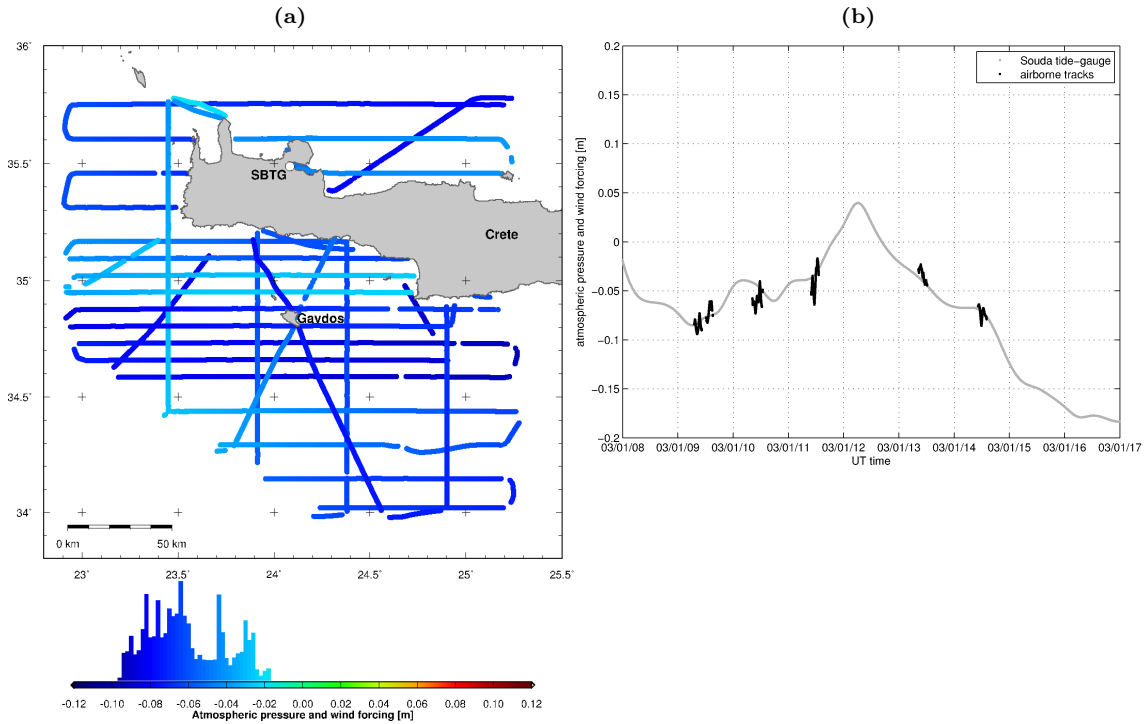 (a)
(b)
36°
35.5°
35°
34.5°
34°
SBTG
Crete
Gavdos
0 km
50 km
23°
23.5°
24°
24.5°
25°
25.5°
-0.12 -0.10 -0.08 -0.06 -0.04 -0.02 0.00 0.02 0.04 0.06 0.08 0.10 0.12
Atmospheric pressure and wind forcing [m]
0.2
0.15
0.1
0.05
0
−0.05
−0.1
−0.15
−0.2
atmospheric pressure and wind forcing [m]
Souda tide-gauge
airborne tracks
03/01/08 03/01/09 03/01/10 03/01/11 03/01/12 03/01/13 03/01/14 03/01/15 03/01/16 03/01/17
UT time